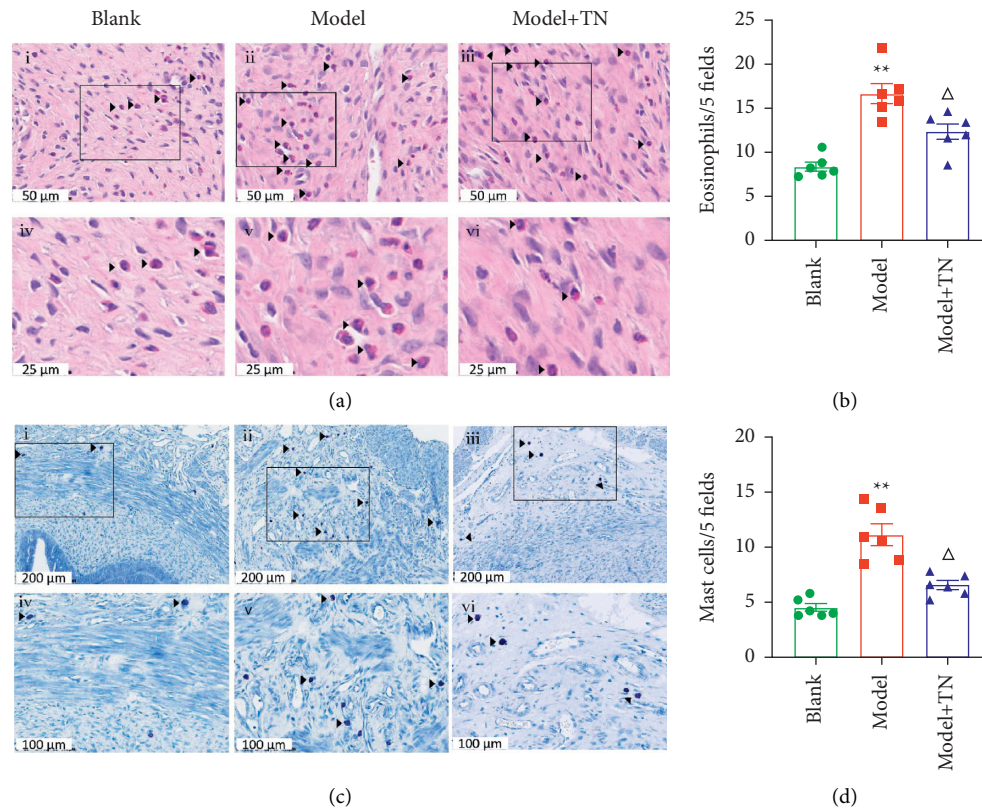 Blank Model Model+TN
i ii iii
50 µm 50 µm 50 µm
iv v vi
25 µm 25 µm 25 µm
(a)
Eosinophils/5 fields
25
20
15
10
5
0
**
△
Blank Model Model+TN
(b)
i ii iii
200 µm 200 µm 200 µm
iv v vi
100 µm 100 µm 100 µm
(c)
Mast cells/5 fields
20
15
10
5
0
**
△
Blank Model Model+TN
(d)